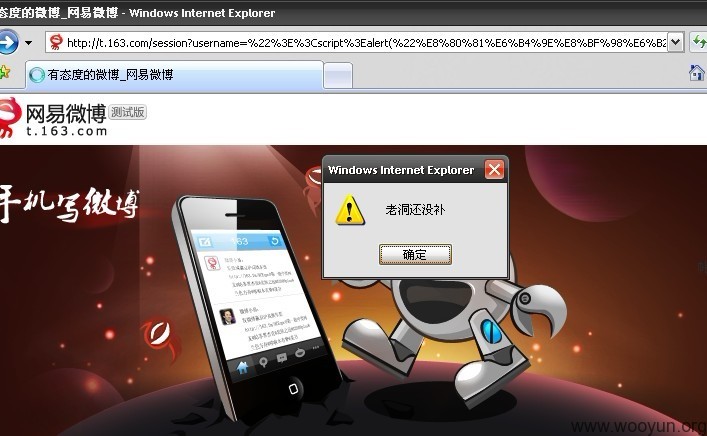 态度的微博_网易微博 - Windows Internet Explorer
http://t.163.com/session?username=%22%3E%3Cscript%3Ealert(%22%E8%80%81%E6%B4%9E%E8%BF%98%E6%B2
有态度的微博_网易微博
网易微博 测试版
t.163.com
手机写微博
163
Windows Internet Explorer
老洞还没补
确定
www.wooyun.org